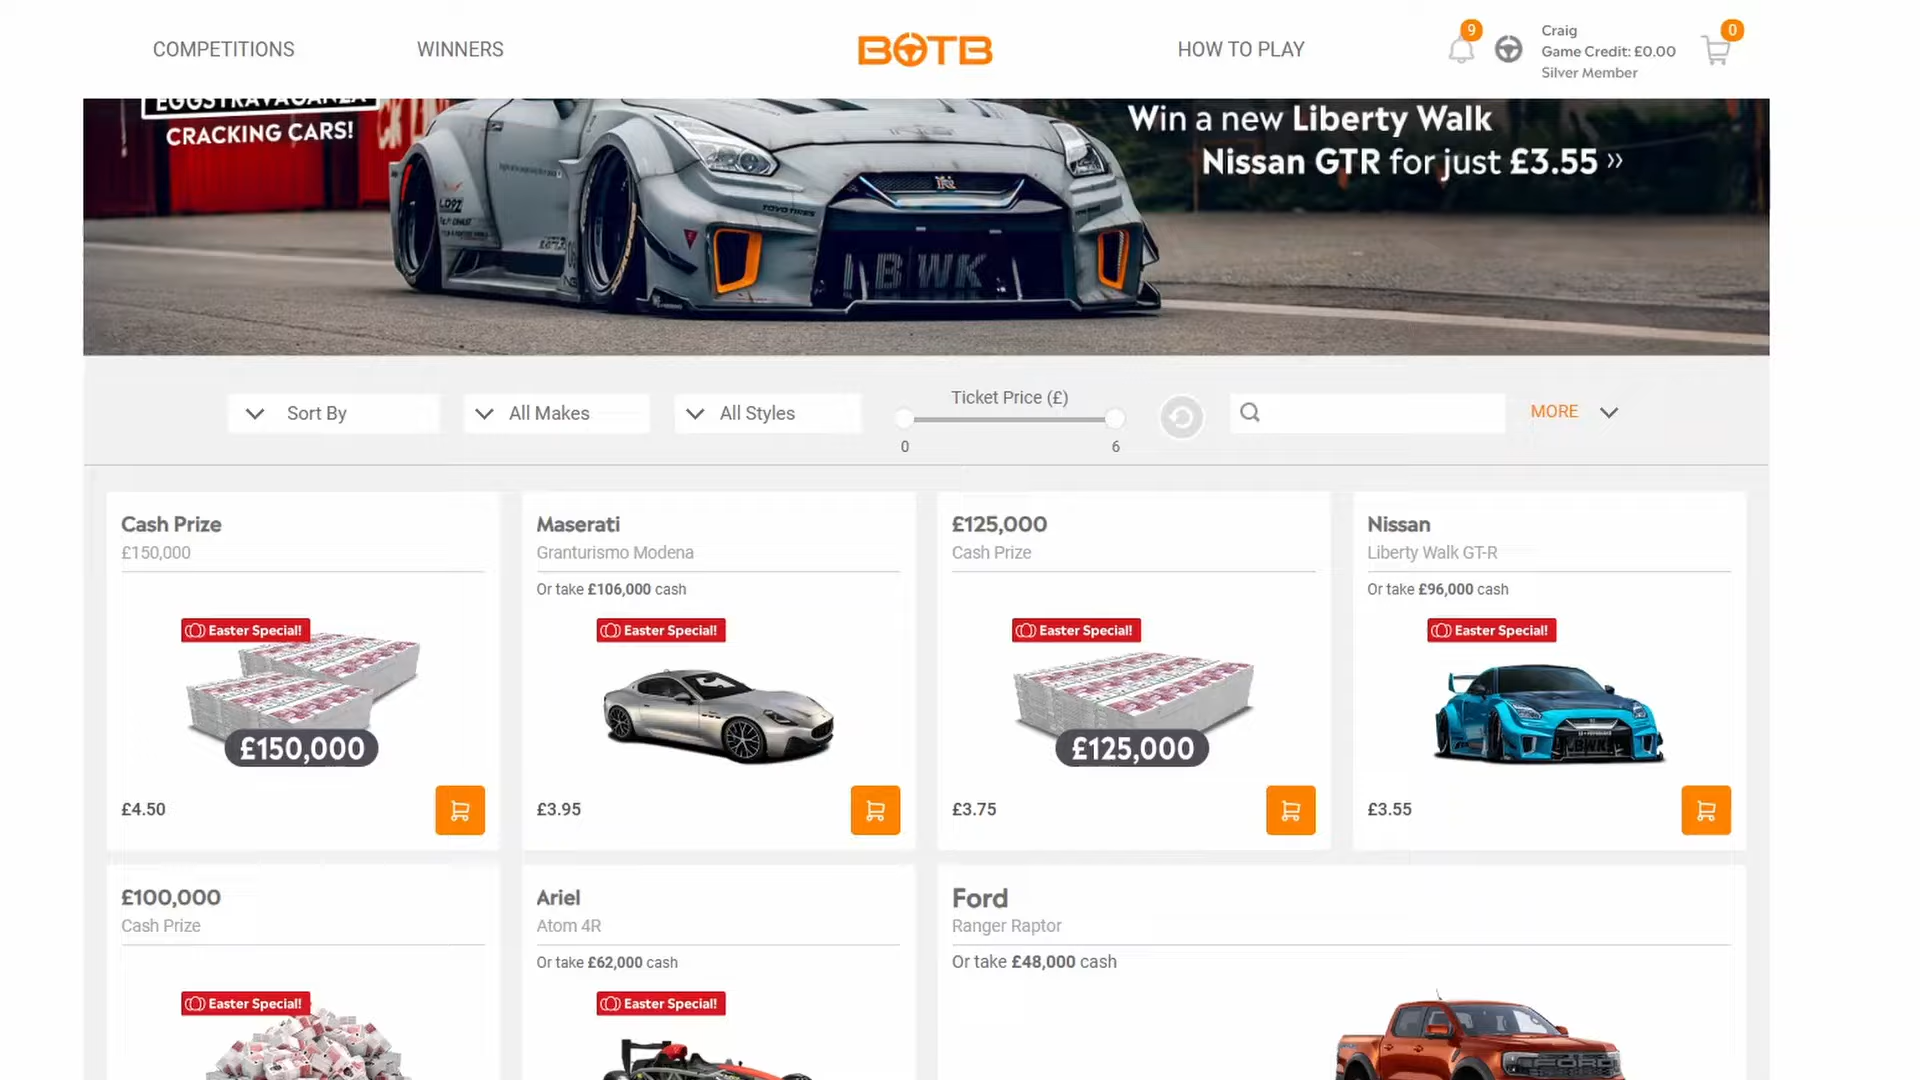 COMPETITIONS
WINNERS
BOTB
HOW TO PLAY
9
Craig
Game Credit: £0.00
Silver Member
0
EGGSTRAVAGANZA
CRACKING CARS!
Win a new Liberty Walk
Nissan GTR for just £3.55 »
TOYO TIRES
LBWK
Sort By
All Makes
All Styles
Ticket Price (£)
0
6
MORE
Cash Prize
£150,000
Easter Special!
£150,000
£4.50
Maserati
Granturismo Modena
Or take £106,000 cash
Easter Special!
£3.95
£125,000
Cash Prize
Easter Special!
£125,000
£3.75
Nissan
Liberty Walk GT-R
Or take £96,000 cash
Easter Special!
LBWK
£3.55
£100,000
Cash Prize
Easter Special!
Ariel
Atom 4R
Or take £62,000 cash
Easter Special!
Ford
Ranger Raptor
Or take £48,000 cash
FORD